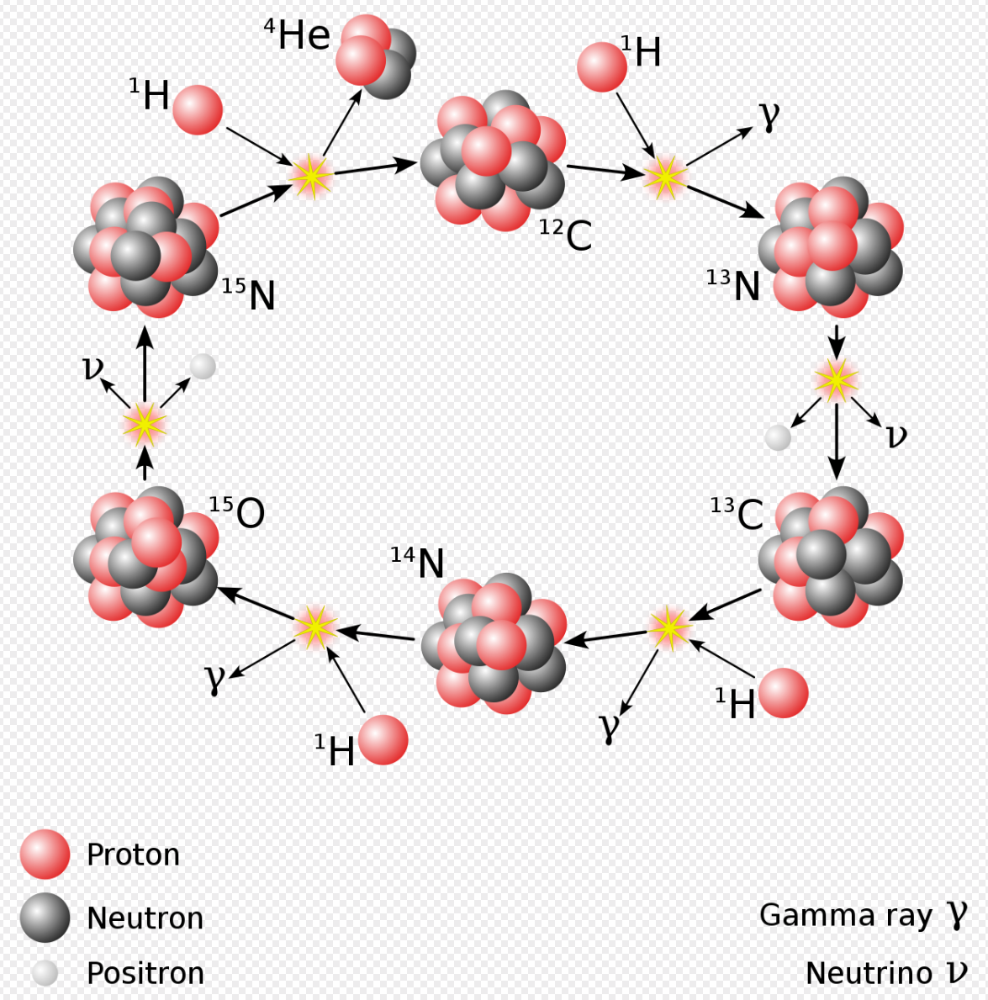 ⁴He
¹H
¹H
γ
¹²C
¹³N
¹⁵N
ν
ν
¹⁵O
¹³C
¹⁴N
γ
¹H
γ
¹H
Proton
Neutron
Positron
Gamma ray γ
Neutrino ν